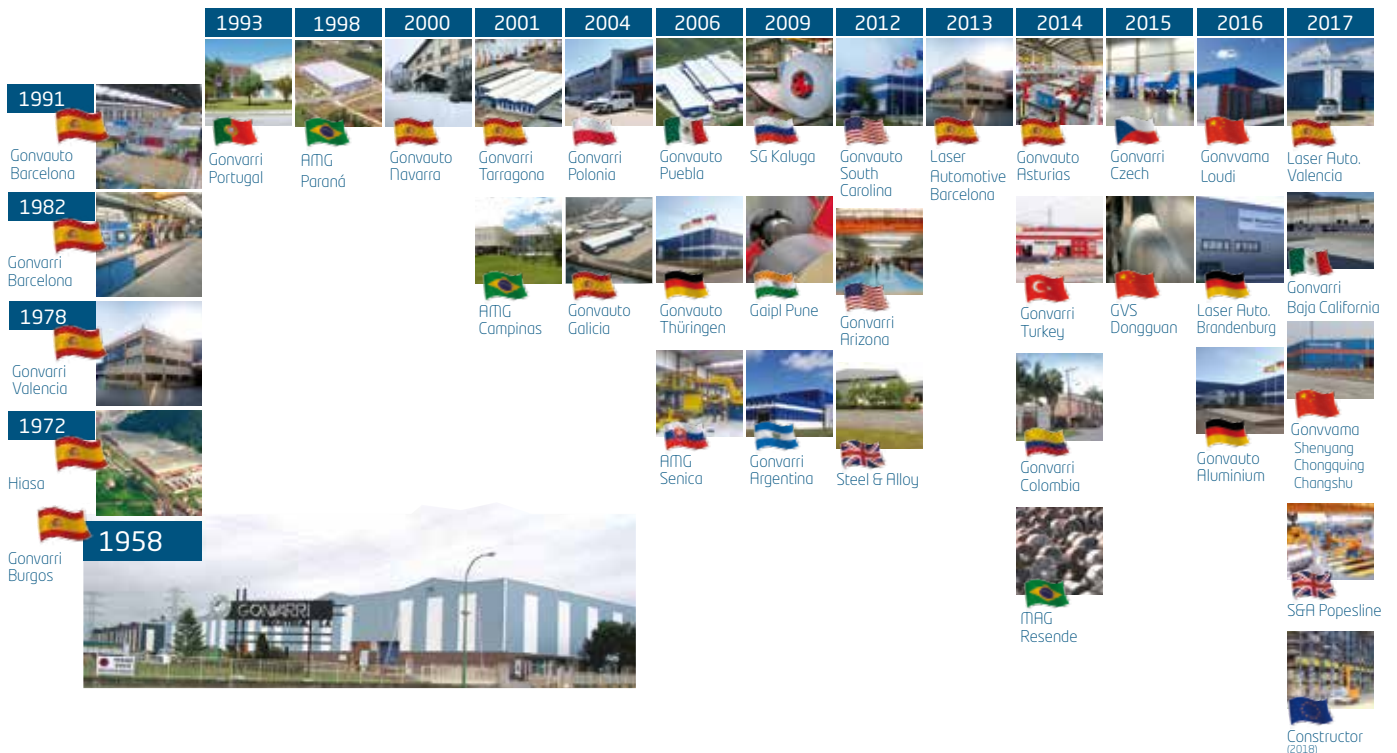 1993
1998
2000
2001
2004
2006
2009
2012
2013
2014
2015
2016
2017
1991
Gonvauto
Barcelona
1982
Gonvarri
Barcelona
1978
Gonvarri
Valencia
1972
Hiasa
Gonvarri
Burgos
1958
GONVARRI
Gonvarri
Portugal
AMG
Paraná
Gonvauto
Navarra
Gonvarri
Tarragona
AMG
Campinas
Gonvarri
Polonia
Gonvauto
Galicia
Gonvauto
Puebla
Gonvauto
Thüringen
AMG
Senica
SG Kaluga
Gaipl Pune
Gonvarri
Argentina
Gonvauto
South
Carolina
Gonvarri
Arizona
Steel & Alloy
Laser
Automotive
Barcelona
Gonvauto
Asturias
Gonvarri
Turkey
Gonvarri
Colombia
MAG
Resende
Gonvarri
Czech
GVS
Dongguan
Gonvvama
Loudi
Laser Auto.
Brandenburg
Gonvauto
Aluminium
Laser Auto.
Valencia
Gonvarri
Baja California
Gonvvama
Shenyang
Chongquing
Changshu
S&A Popesline
Constructor
(2018)